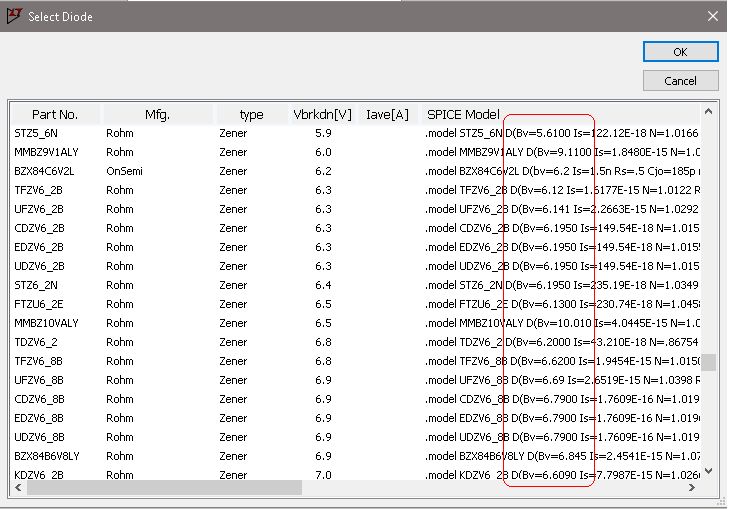 Select Diode
OK
Cancel
Part No. Mfg. type Vbrkdn[V] Iave[A] SPICE Model
STZ5_6N Rohm Zener 5.9 .model STZ5_6N D(Bv=5.6100 Is=122.12E-18 N=1.0166
MMBZ9V1ALY Rohm Zener 6.0 .model MMBZ9V1ALY D(Bv=9.1100 Is=1.8480E-15 N=1.0
BZX84C6V2L OnSemi Zener 6.2 .model BZX84C6V2L D(bv=6.2 Is=1.5n Rs=.5 Cjo=185p
TFZV6_2B Rohm Zener 6.3 .model TFZV6_2B D(Bv=6.12 Is=1.6177E-15 N=1.0122 R
UFZV6_2B Rohm Zener 6.3 .model UFZV6_2B D(Bv=6.141 Is=2.2663E-15 N=1.0292
CDZV6_2B Rohm Zener 6.3 .model CDZV6_2B D(Bv=6.1950 Is=149.54E-18 N=1.015
EDZV6_2B Rohm Zener 6.3 .model EDZV6_2B D(Bv=6.1950 Is=149.54E-18 N=1.015
UDZV6_2B Rohm Zener 6.3 .model UDZV6_2B D(Bv=6.1950 Is=149.54E-18 N=1.015
STZ6_2N Rohm Zener 6.4 .model STZ6_2N D(Bv=6.1950 Is=235.19E-18 N=1.0349
FTZU6_2E Rohm Zener 6.5 .model FTZU6_2E D(Bv=6.1300 Is=230.74E-18 N=1.045
MMBZ10VALY Rohm Zener 6.5 .model MMBZ10VALY D(Bv=10.010 Is=4.0445E-15 N=1.0
TDZV6_2 Rohm Zener 6.8 .model TDZV6_2 D(Bv=6.2000 Is=43.210E-18 N=.86754
TFZV6_8B Rohm Zener 6.8 .model TFZV6_8B D(Bv=6.6200 Is=1.9454E-15 N=1.015
UFZV6_8B Rohm Zener 6.9 .model UFZV6_8B D(Bv=6.69 Is=2.6519E-15 N=1.0398 R
CDZV6_8B Rohm Zener 6.9 .model CDZV6_8B D(Bv=6.7900 Is=1.7609E-16 N=1.019
EDZV6_8B Rohm Zener 6.9 .model EDZV6_8B D(Bv=6.7900 Is=1.7609E-16 N=1.019
UDZV6_8B Rohm Zener 6.9 .model UDZV6_8B D(Bv=6.7900 Is=1.7609E-16 N=1.019
BZX84B6V8LY Rohm Zener 6.9 .model BZX84B6V8LY D(Bv=6.845 Is=2.4541E-15 N=1.07
KDZV6_2B Rohm Zener 7.0 .model KDZV6_2B D(Bv=6.6090 Is=7.7987E-15 N=1.026